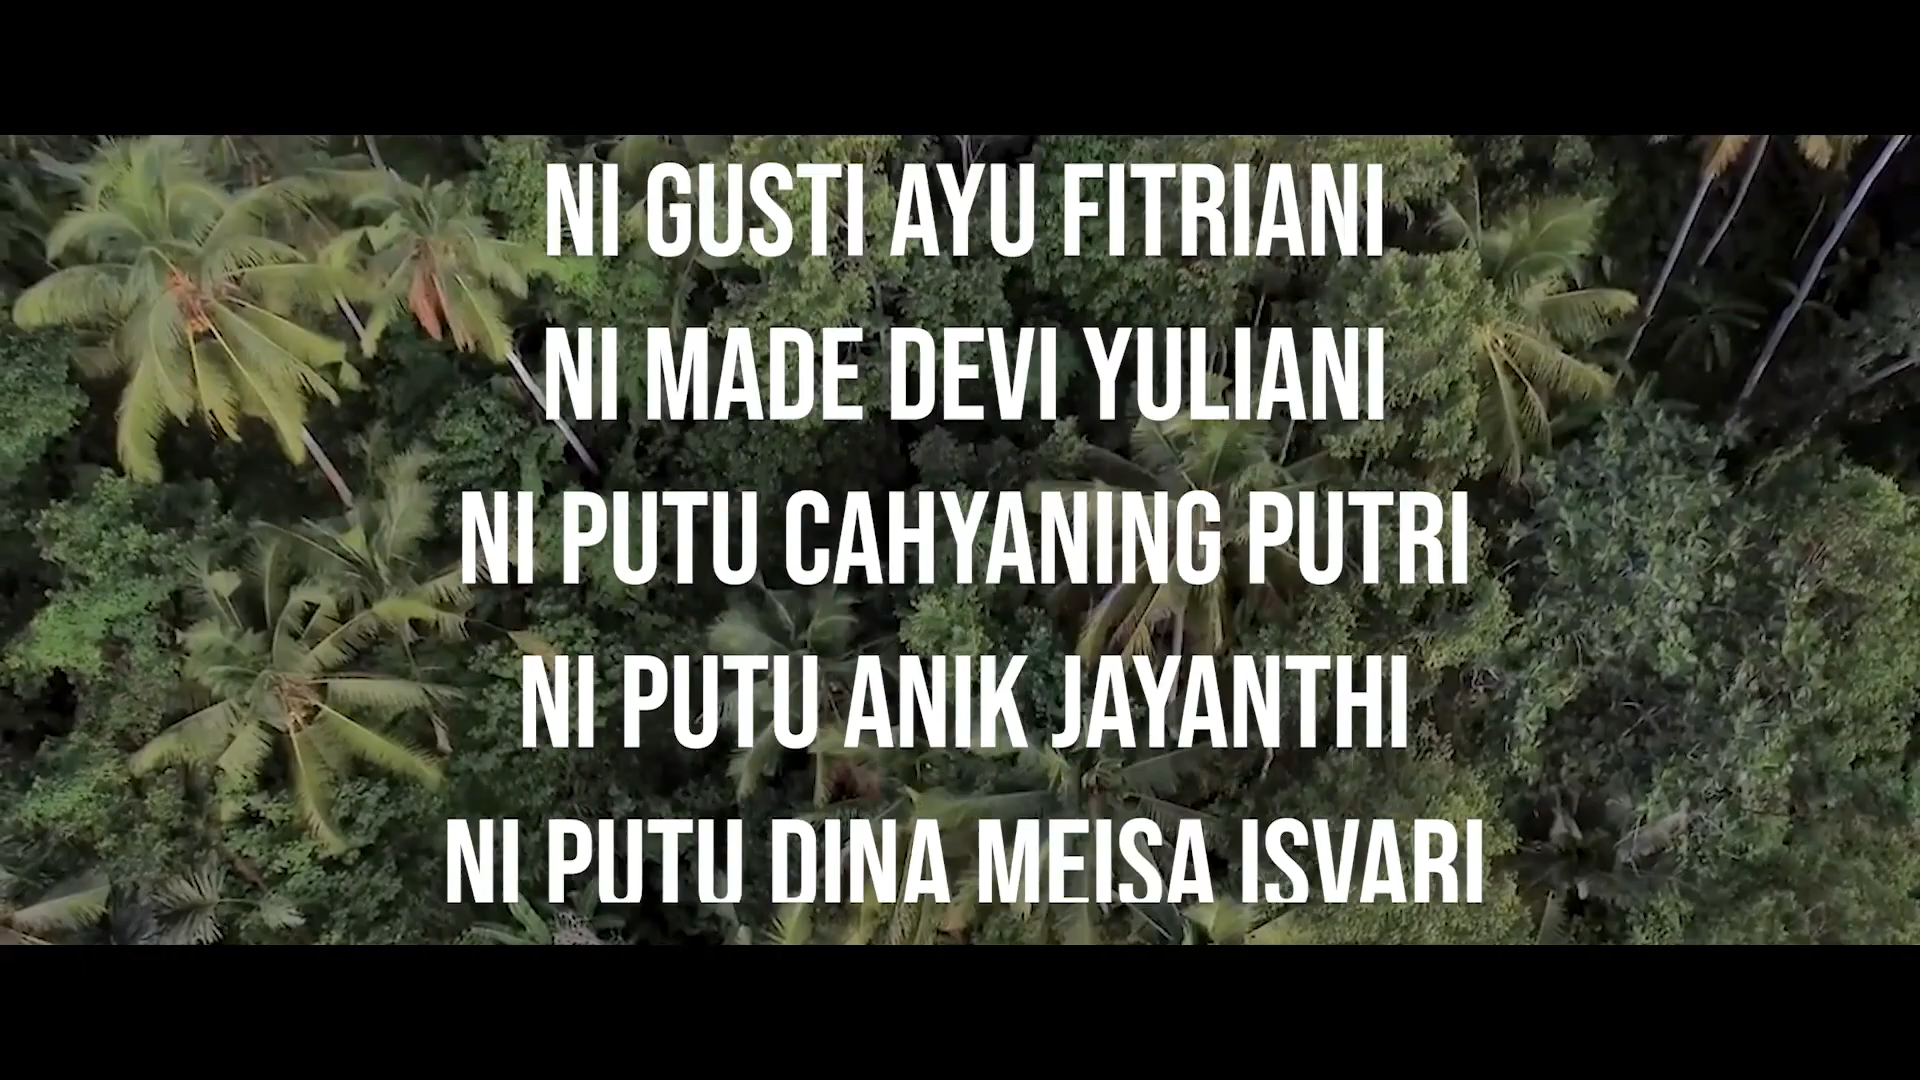 NI GUSTI AYU FITRIANI
NI MADE DEVI YULIANI
NI PUTU CAHYANING PUTRI
NI PUTU ANIK JAYANTHI
NI PUTU DINA MEISA ISVARI